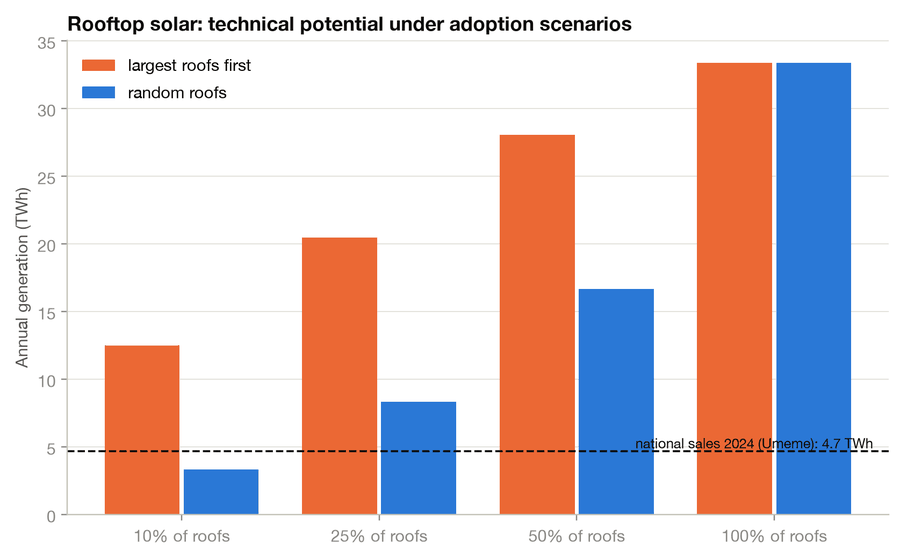 Rooftop solar: technical potential under adoption scenarios
largest roofs first
random roofs
Annual generation (TWh)
35
30
25
20
15
10
5
0
national sales 2024 (Umeme): 4.7 TWh
10% of roofs
25% of roofs
50% of roofs
100% of roofs